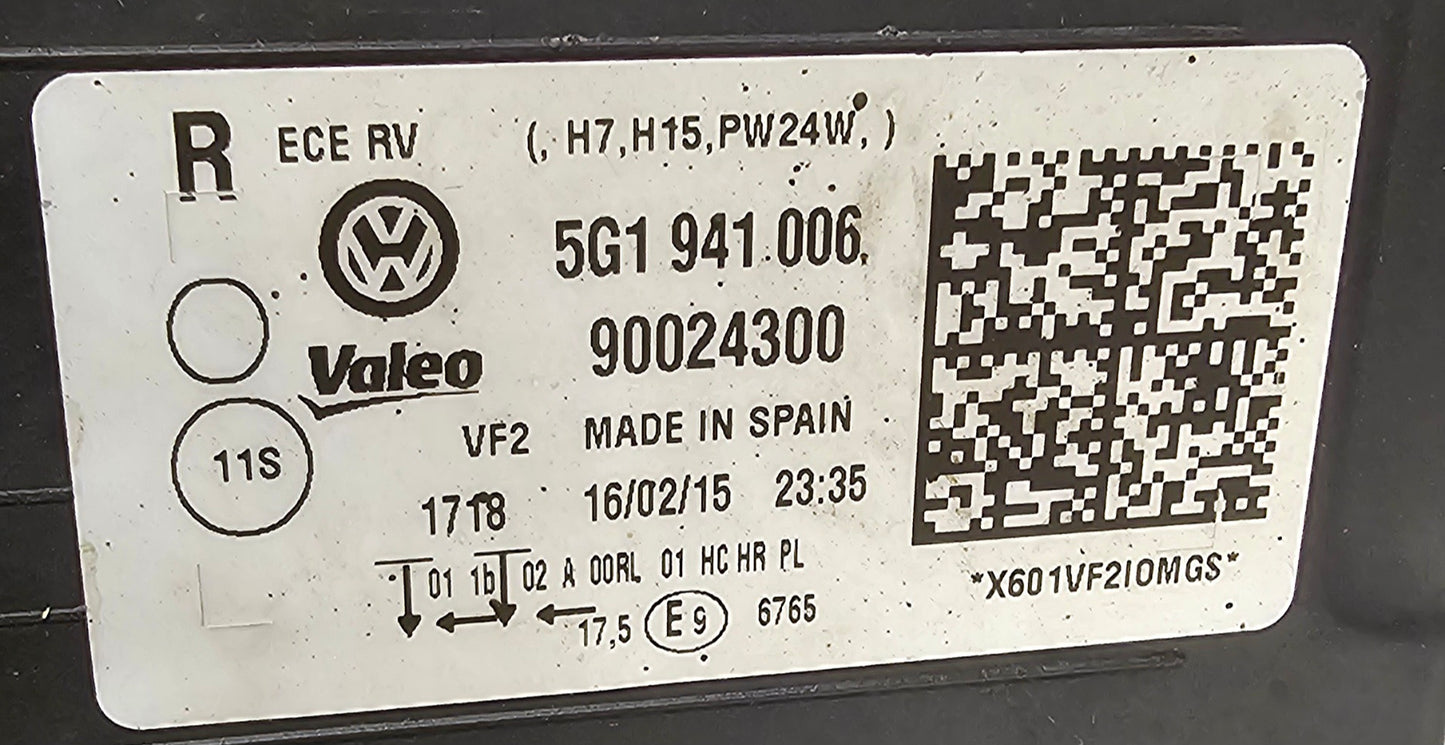 R ECE RV (, H7,H15,PW24W, )
5G1 941 006
90024300
Valeo
VF2 MADE IN SPAIN
11S
1718 16/02/15 23:35
01 1b 02 A 00RL 01 HC HR PL
17,5 E9 6765
*X601VF2I0MGS*